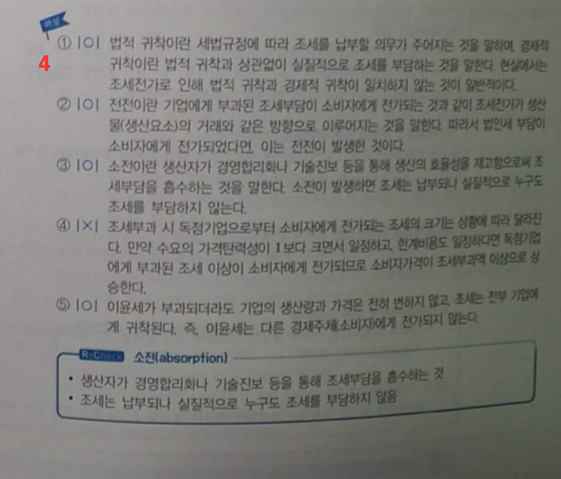 해설
4
① |O| 법적 귀착이란 세법규정에 따라 조세를 납부할 의무가 주어지는 것을 말하며, 경제적
귀착이란 법적 귀착과 상관없이 실질적으로 조세를 부담하는 것을 말한다. 현실에서는
조세전가로 인해 법적 귀착과 경제적 귀착이 일치하지 않는 것이 일반적이다.
② |O| 전전이란 기업에게 부과된 조세부담이 소비자에게 전가되는 것과 같이 조세전가가 생산
물(생산요소)의 거래와 같은 방향으로 이루어지는 것을 말한다. 따라서 법인세 부담이
소비자에게 전가되었다면, 이는 전전이 발생한 것이다.
③ |O| 소전이란 생산자가 경영합리화나 기술진보 등을 통해 생산의 효율성을 제고함으로써 조
세부담을 흡수하는 것을 말한다. 소전이 발생하면 조세는 납부되나 실질적으로 누구도
조세를 부담하지 않는다.
④ |X| 조세부과 시 독점기업으로부터 소비자에게 전가되는 조세의 크기는 상황에 따라 달라진
다. 만약 수요의 가격탄력성이 1보다 크면서 일정하고, 한계비용도 일정하다면 독점기업
에게 부과된 조세 이상이 소비자에게 전가되므로 소비자가격이 조세부과액 이상으로 상
승한다.
⑤ |O| 이윤세가 부과되더라도 기업의 생산량과 가격은 전혀 변하지 않고, 조세는 전부 기업에
게 귀착된다. 즉, 이윤세는 다른 경제주체(소비자)에게 전가되지 않는다.
ReCheck 소전(absorption)
• 생산자가 경영합리화나 기술진보 등을 통해 조세부담을 흡수하는 것
• 조세는 납부되나 실질적으로 누구도 조세를 부담하지 않음